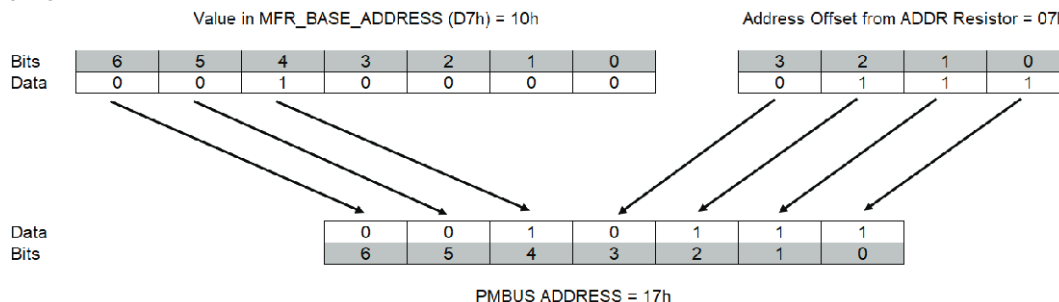 Value in MFR_BASE_ADDRESS (D7h) = 10h Address Offset from ADDR Resistor = 07h
Bits 6 5 4 3 2 1 0 3 2 1 0
Data 0 0 1 0 0 0 0 0 1 1 1
Data 0 0 1 0 1 1 1
Bits 6 5 4 3 2 1 0
PMBUS ADDRESS = 17h